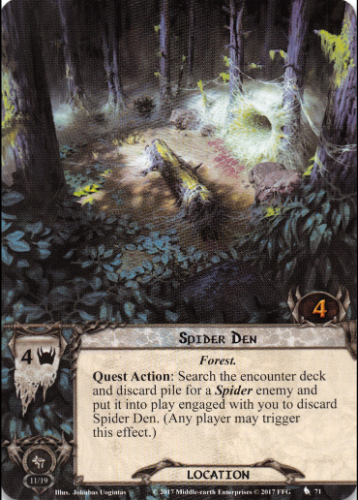 4
SPIDER DEN
4
Forest.
Quest Action: Search the encounter deck
and discard pile for a Spider enemy and
put it into play engaged with you to discard
Spider Den. (Any player may trigger
this effect.)
11/19
LOCATION
Illus. Jokubas Uogintas
© 2017 Middle-earth Enterprises © 2017 FFG
71